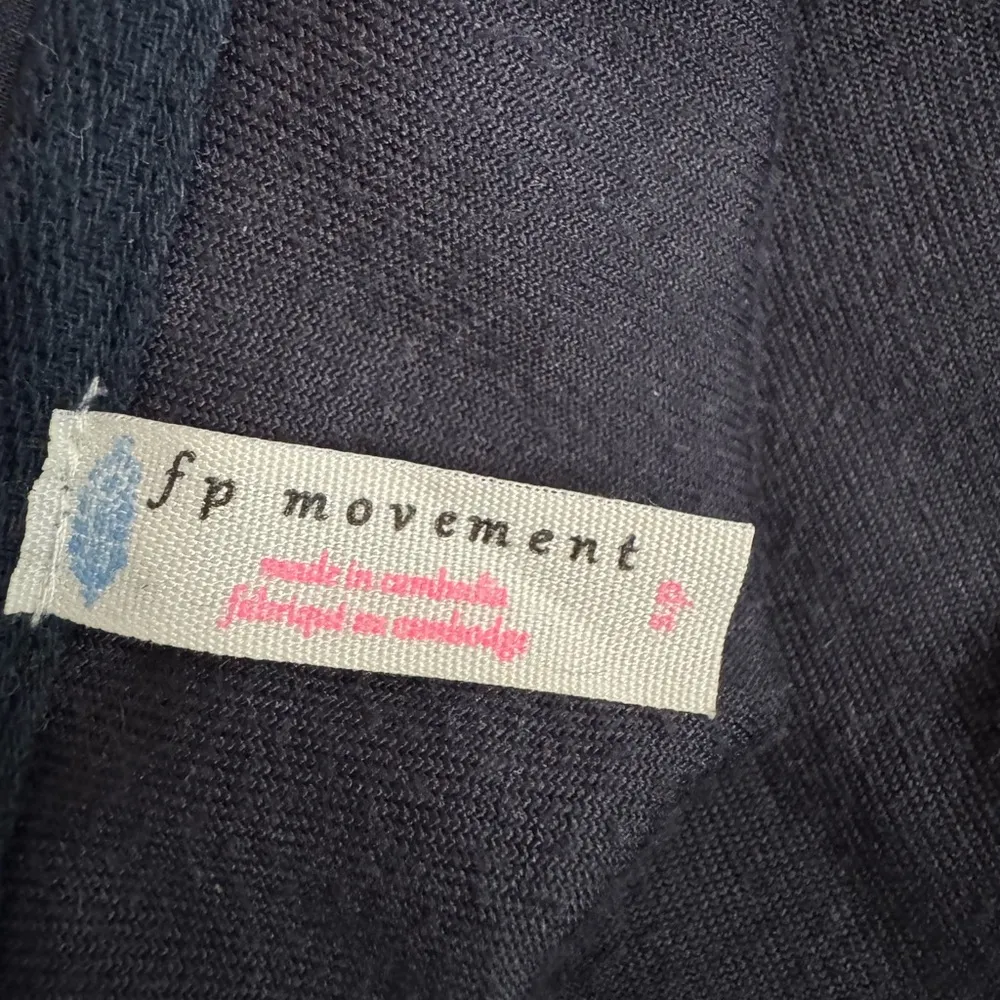 fp movement
made in cambodia
fabriqué au cambodge
s/p